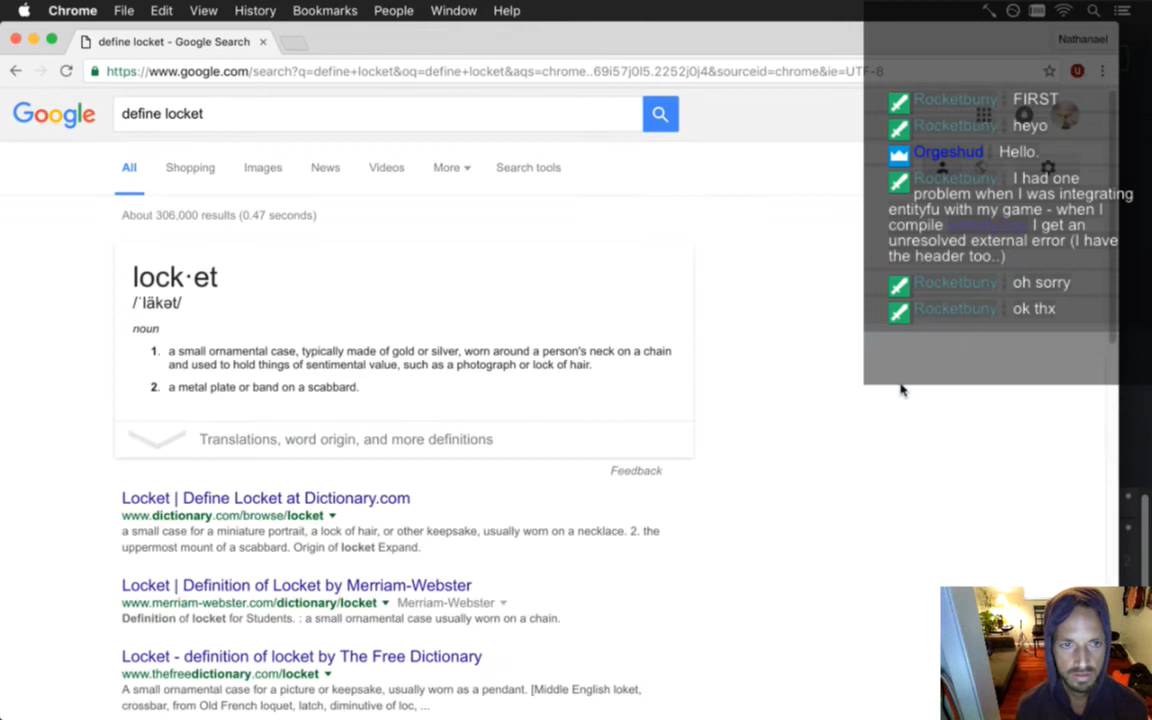 Chrome File Edit View History Bookmarks People Window Help
define locket - Google Search
Nathanael
https://www.google.com/search?q=define+locket&oq=define+locket&aqs=chrome..69i57j0l5.2252j0j4&sourceid=chrome&ie=UTF-8
Google
define locket
All Shopping Images News Videos More Search tools
About 306,000 results (0.47 seconds)
lock·et
/ˈläkət/
noun
1. a small ornamental case, typically made of gold or silver, worn around a person's neck on a chain
and used to hold things of sentimental value, such as a photograph or lock of hair.
2. a metal plate or band on a scabbard.
Translations, word origin, and more definitions
Feedback
Locket | Define Locket at Dictionary.com
www.dictionary.com/browse/locket
a small case for a miniature portrait, a lock of hair, or other keepsake, usually worn on a necklace. 2. the
uppermost mount of a scabbard. Origin of locket Expand.
Locket | Definition of Locket by Merriam-Webster
www.merriam-webster.com/dictionary/locket Merriam-Webster
Definition of locket for Students. : a small ornamental case usually worn on a chain.
Locket - definition of locket by The Free Dictionary
www.thefreedictionary.com/locket
A small ornamental case for a picture or keepsake, usually worn as a pendant. [Middle English loket,
crossbar, from Old French loquet, latch, diminutive of loc, ...
Rocketbuny FIRST
Rocketbuny heyo
Orgeshud Hello.
Rocketbuny I had one
problem when I was integrating
entityfu with my game - when I
compile I get an
unresolved external error (I have
the header too..)
Rocketbuny oh sorry
Rocketbuny ok thx